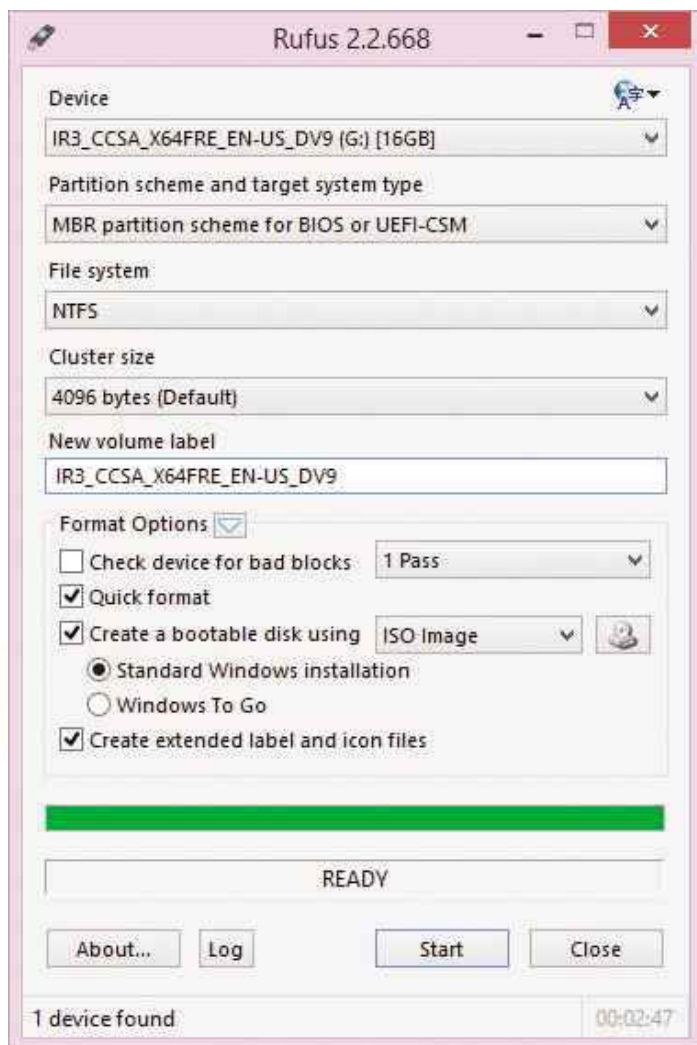 Rufus 2.2.668
Device
IR3_CCSA_X64FRE_EN-US_DV9 (G:) [16GB]
Partition scheme and target system type
MBR partition scheme for BIOS or UEFI-CSM
File system
NTFS
Cluster size
4096 bytes (Default)
New volume label
IR3_CCSA_X64FRE_EN-US_DV9
Format Options
Check device for bad blocks 1 Pass
Quick format
Create a bootable disk using ISO Image
Standard Windows installation
Windows To Go
Create extended label and icon files
READY
About... Log Start Close
1 device found 00:02:47